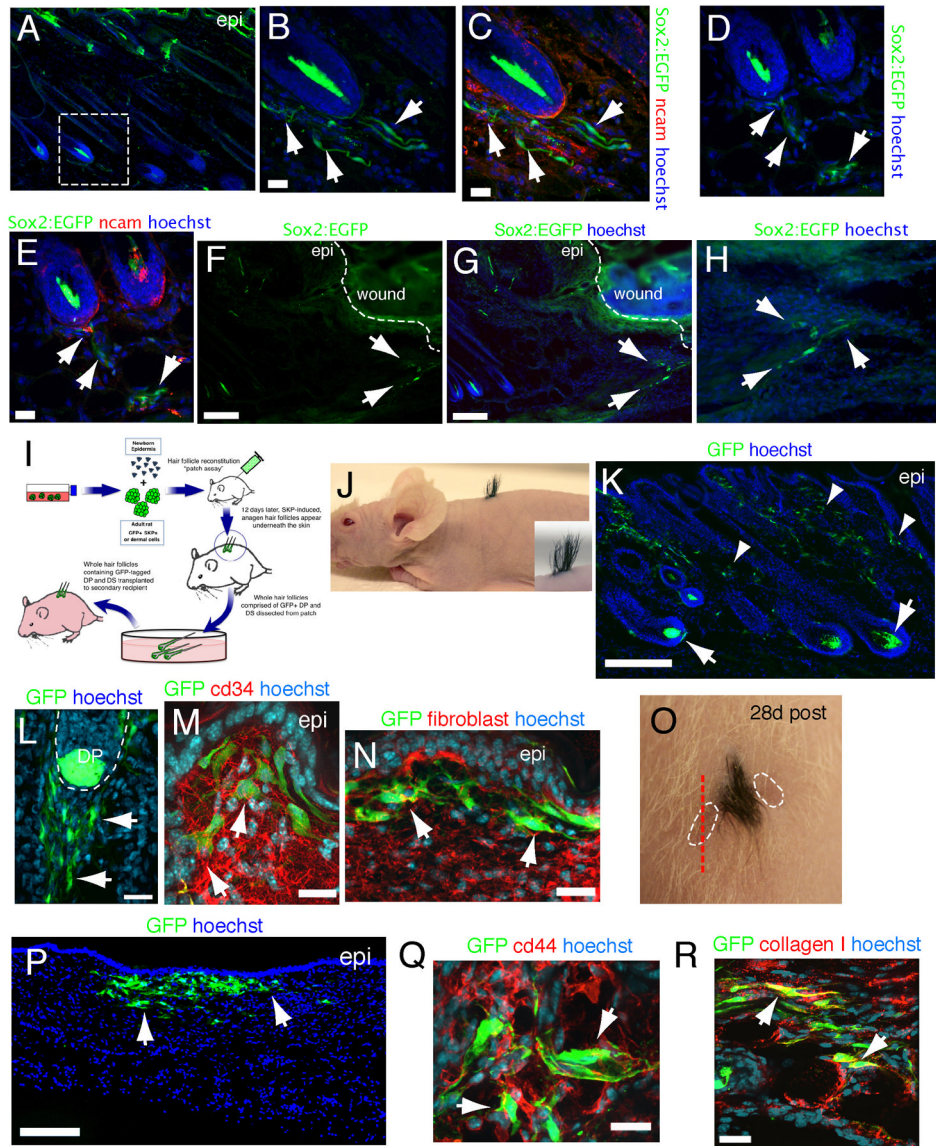 A
epi
B
C
Sox2:EGFP ncam hoechst
D
Sox2:EGFP hoechst
Sox2:EGFP ncam hoechst
E
Sox2:EGFP
F
epi
wound
Sox2:EGFP hoechst
G
epi
wound
Sox2:EGFP hoechst
H
I
Newborn
Epidermis
+
Adult rat
GFP+ SKPs
or dermal cells
Hair follicle reconstitution
"patch assay"
12 days later, SKP-induced,
anagen hair follicles appear
underneath the skin
Whole hair follicles
comprised of GFP+ DP and
DS dissected from patch
Whole hair follicles
containing GFP-tagged
DP and DS transplanted
to secondary recipient
J
GFP hoechst
K
epi
GFP hoechst
L
DP
GFP cd34 hoechst
M
epi
GFP fibroblast hoechst
N
epi
O
28d post
GFP hoechst
P
epi
GFP cd44 hoechst
Q
GFP collagen I hoechst
R